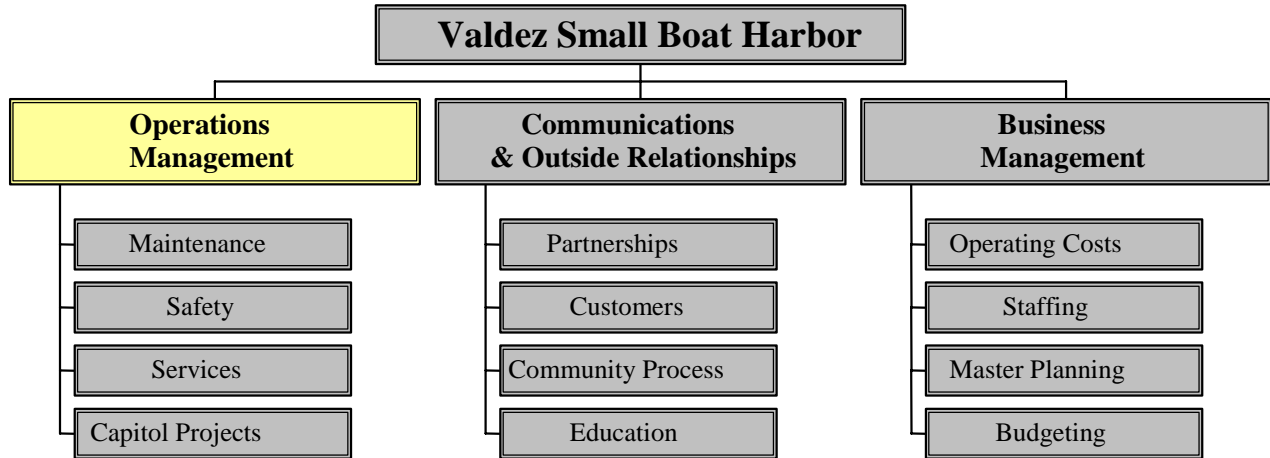 Valdez Small Boat Harbor
Operations
Management
Maintenance
Safety
Services
Capitol Projects
Communications
& Outside Relationships
Partnerships
Customers
Community Process
Education
Business
Management
Operating Costs
Staffing
Master Planning
Budgeting